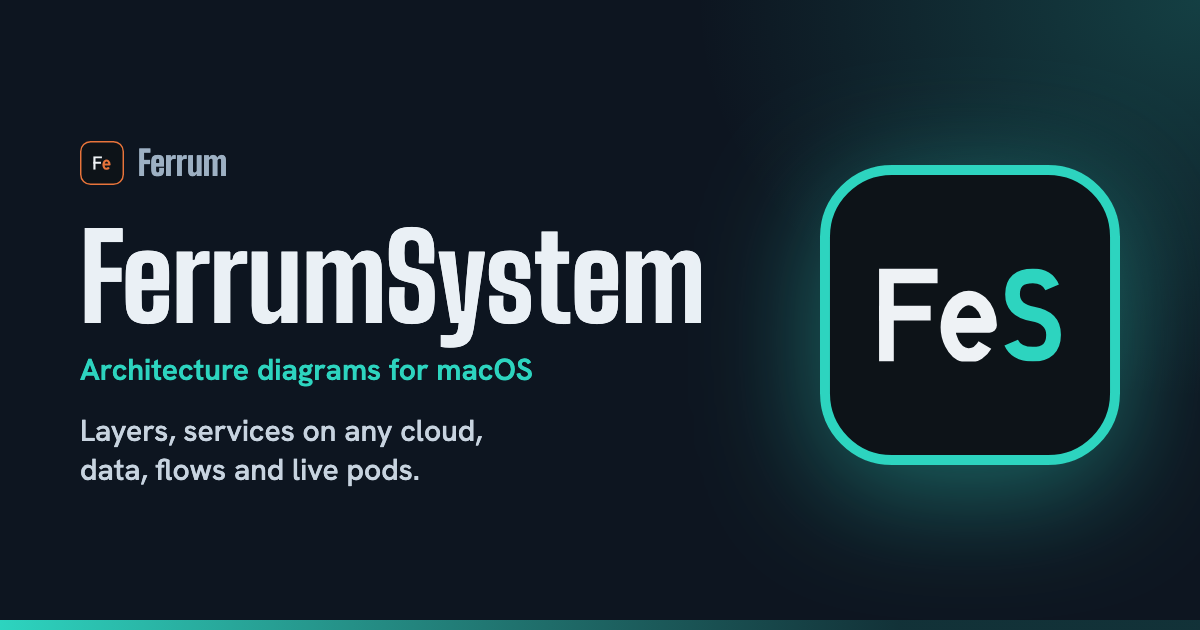 Fe Ferrum
FerrumSystem
Architecture diagrams for macOS
Layers, services on any cloud,
data, flows and live pods.
FeS